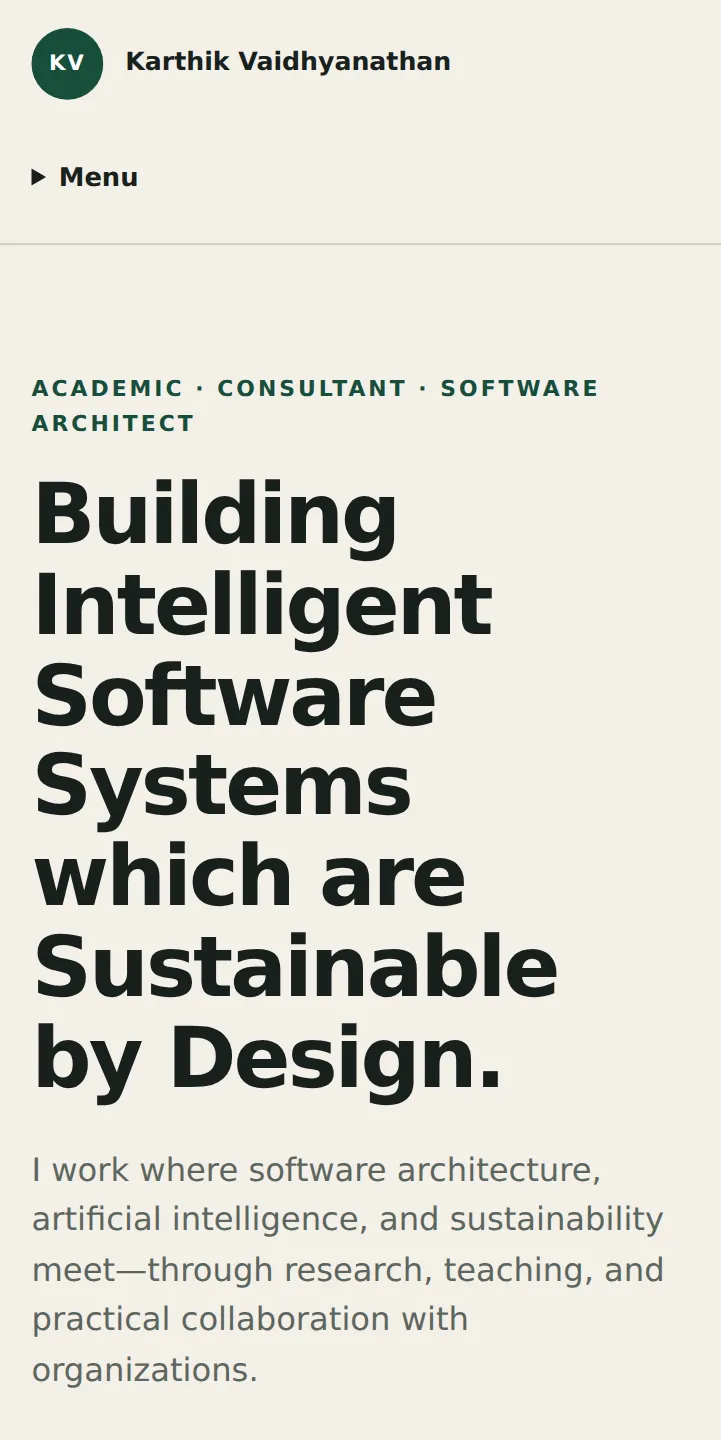 KV
Karthik Vaidhyanathan
Menu
ACADEMIC · CONSULTANT · SOFTWARE
ARCHITECT
Building
Intelligent
Software
Systems
which are
Sustainable
by Design.
I work where software architecture,
artificial intelligence, and sustainability
meet—through research, teaching, and
practical collaboration with
organizations.